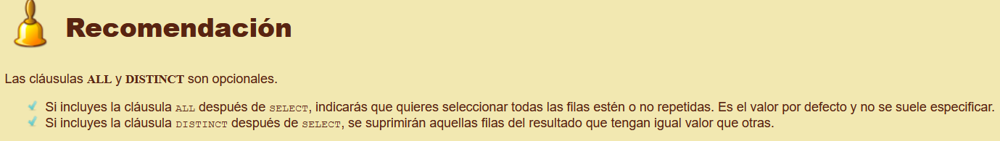 Recomendación
Las cláusulas ALL y DISTINCT son opcionales.
Si incluyes la cláusula ALL después de SELECT, indicarás que quieres seleccionar todas las filas estén o no repetidas. Es el valor por defecto y no se suele especificar.
Si incluyes la cláusula DISTINCT después de SELECT, se suprimirán aquellas filas del resultado que tengan igual valor que otras.